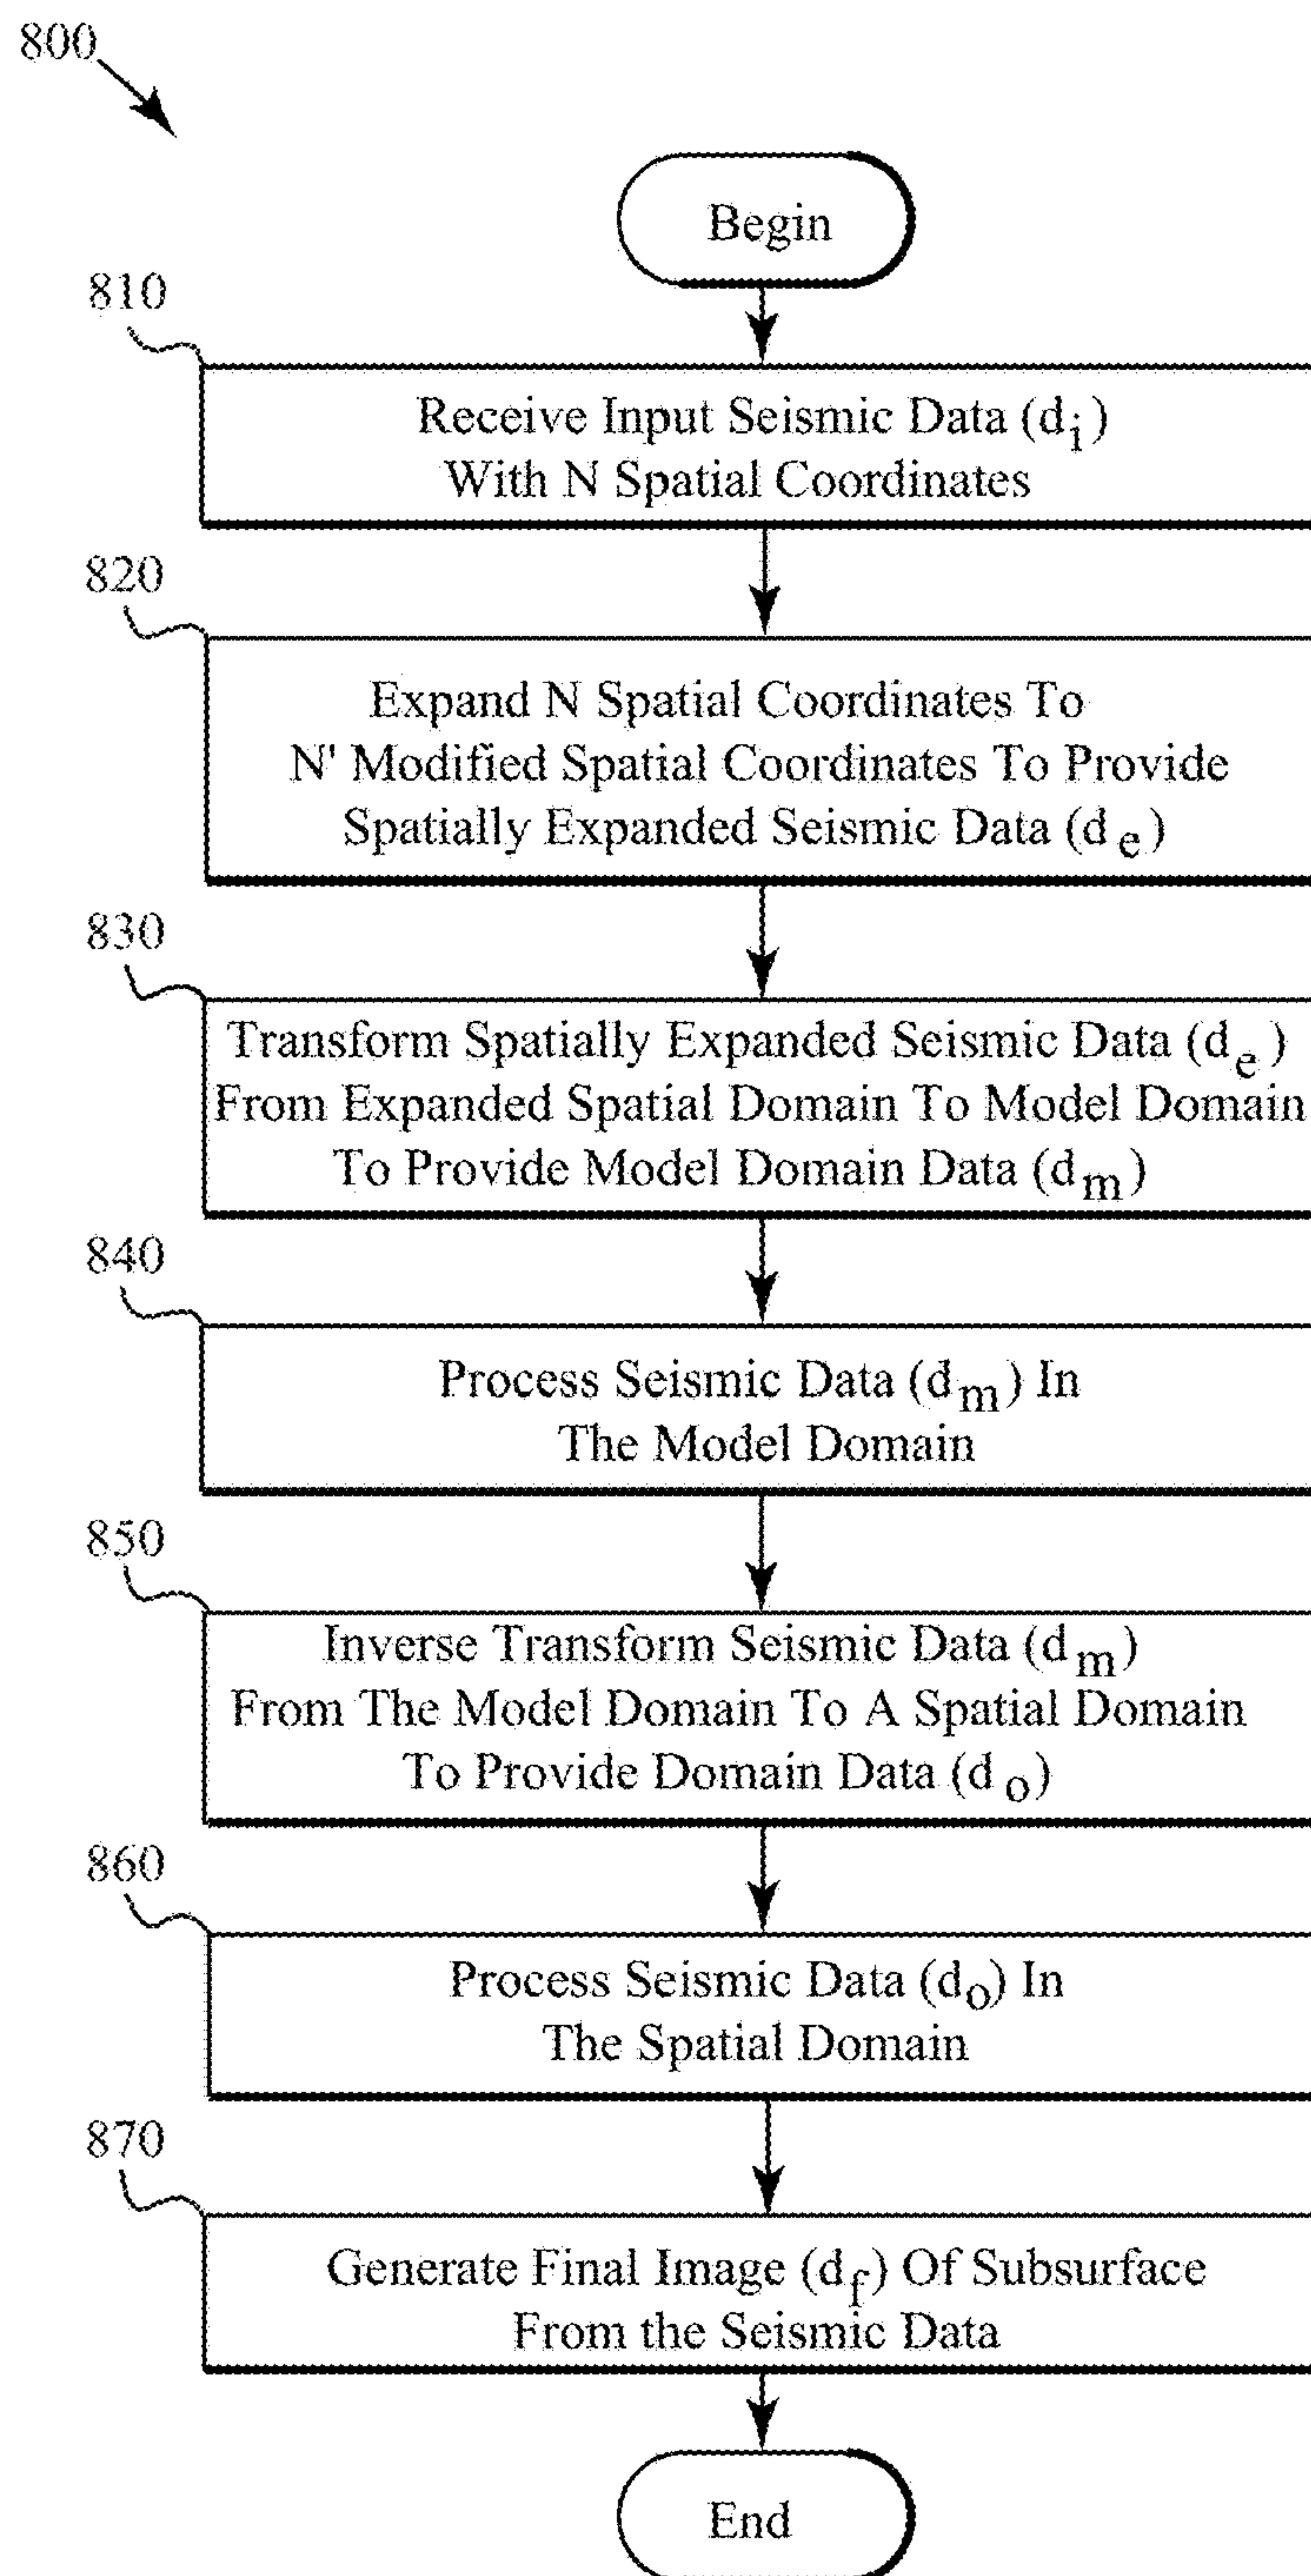 800
Begin
810
Receive Input Seismic Data (di)
With N Spatial Coordinates
820
Expand N Spatial Coordinates To
N' Modified Spatial Coordinates To Provide
Spatially Expanded Seismic Data (de)
830
Transform Spatially Expanded Seismic Data (de)
From Expanded Spatial Domain To Model Domain
To Provide Model Domain Data (dm)
840
Process Seismic Data (dm) In
The Model Domain
850
Inverse Transform Seismic Data (dm)
From The Model Domain To A Spatial Domain
To Provide Domain Data (do)
860
Process Seismic Data (do) In
The Spatial Domain
870
Generate Final Image (df) Of Subsurface
From the Seismic Data
End